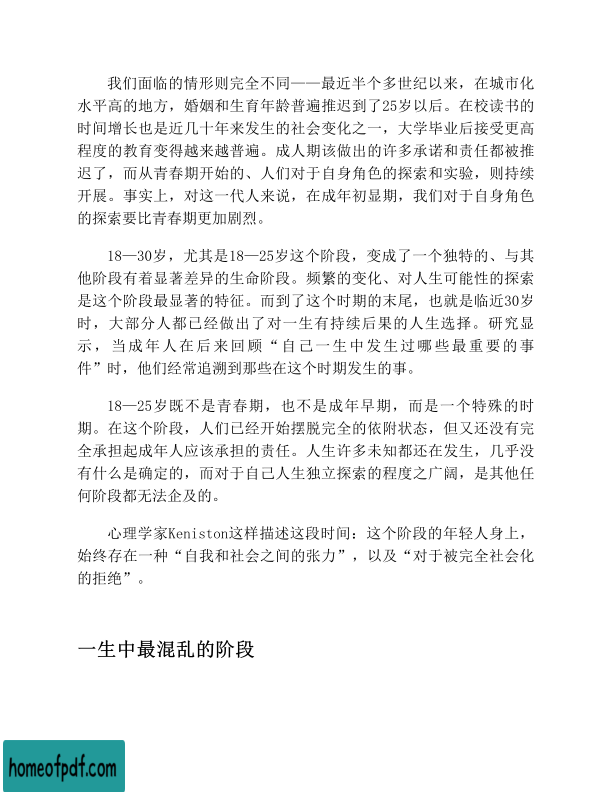 我们面临的情形则完全不同——最近半个多世纪以来，在城市化
水平高的地方，婚姻和生育年龄普遍推迟到了25岁以后。在校读书的
时间增长也是近几十年来发生的社会变化之一，大学毕业后接受更高
程度的教育变得越来越普遍。成人期该做出的许多承诺和责任都被推
迟了，而从青春期开始的、人们对于自身角色的探索和实验，则持续
开展。事实上，对这一代人来说，在成年初显期，我们对于自身角色
的探索要比青春期更加剧烈。
18—30岁，尤其是18—25岁这个阶段，变成了一个独特的、与其
他阶段有着显著差异的生命阶段。频繁的变化、对人生可能性的探索
是这个阶段最显著的特征。而到了这个时期的末尾，也就是临近30岁
时，大部分人都已经做出了对一生有持续后果的人生选择。研究显
示，当成年人在后来回顾“自己一生中发生过哪些最重要的事
件”时，他们经常追溯到那些在这个时期发生的事。
18—25岁既不是青春期，也不是成年早期，而是一个特殊的时
期。在这个阶段，人们已经开始摆脱完全的依附状态，但又还没有完
全承担起成年人应该承担的责任。人生许多未知都还在发生，几乎没
有什么是确定的，而对于自己人生独立探索的程度之广阔，是其他任
何阶段都无法企及的。
心理学家Keniston这样描述这段时间：这个阶段的年轻人身上，
始终存在一种“自我和社会之间的张力”，以及“对于被完全社会化
的拒绝”。
一生中最混乱的阶段
homeofpdf.com